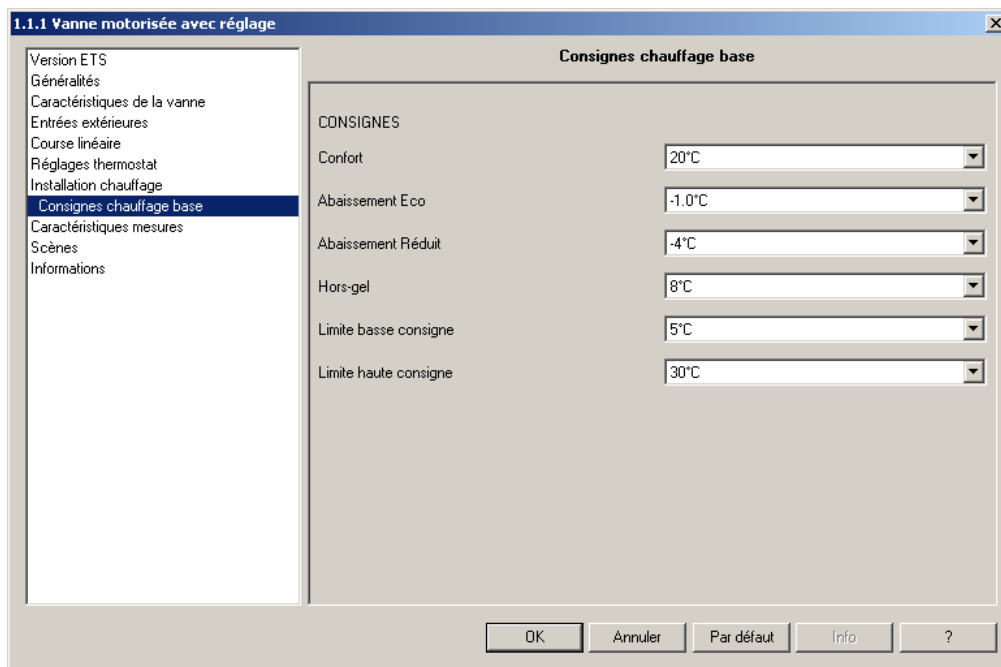 1.1.1 Vanne motorisée avec réglage
Version ETS
Généralités
Caractéristiques de la vanne
Entrées extérieures
Course linéaire
Réglages thermostat
Installation chauffage
Consignes chauffage base
Caractéristiques mesures
Scènes
Informations
Consignes chauffage base
CONSIGNES
Confort 20°C
Abaissement Eco -1.0°C
Abaissement Réduit -4°C
Hors-gel 8°C
Limite basse consigne 5°C
Limite haute consigne 30°C
OK Annuler Par défaut Info ?